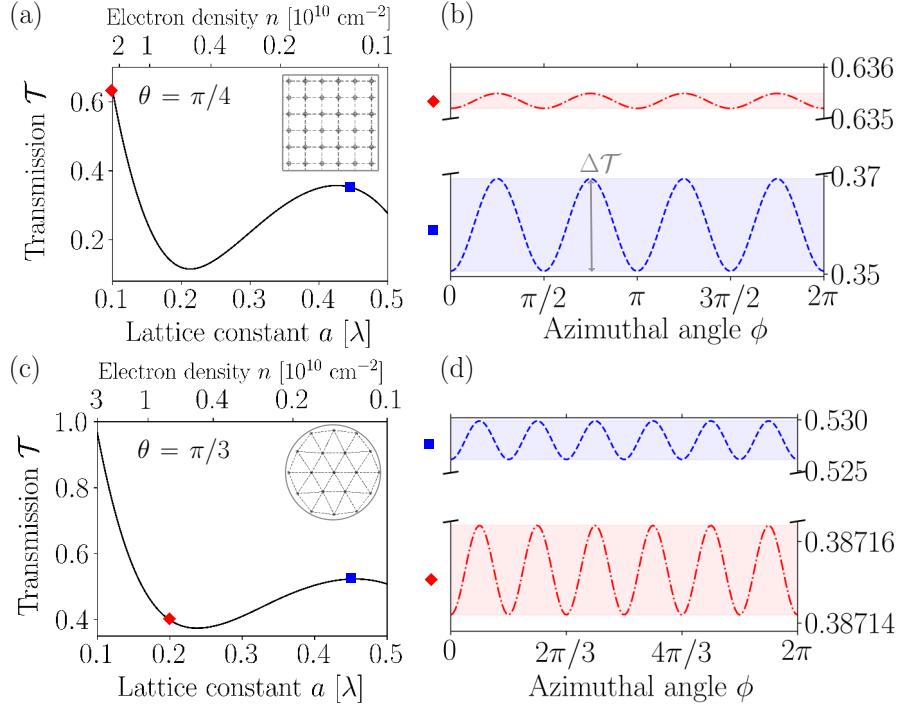 (a)
Electron density n [10¹⁰ cm⁻²]
2 1 0.4 0.2 0.1
Transmission 𝒯
0.6
0.4
0.2
θ = π/4
0.1 0.2 0.3 0.4 0.5
Lattice constant a [λ]
(b)
0.636
0.635
Δ𝒯
0.37
0.35
0 π/2 π 3π/2 2π
Azimuthal angle ϕ
(c)
Electron density n [10¹⁰ cm⁻²]
3 1 0.4 0.2 0.1
Transmission 𝒯
1.0
0.8
0.6
0.4
θ = π/3
0.1 0.2 0.3 0.4 0.5
Lattice constant a [λ]
(d)
0.530
0.525
0.38716
0.38714
0 2π/3 4π/3 2π
Azimuthal angle ϕ